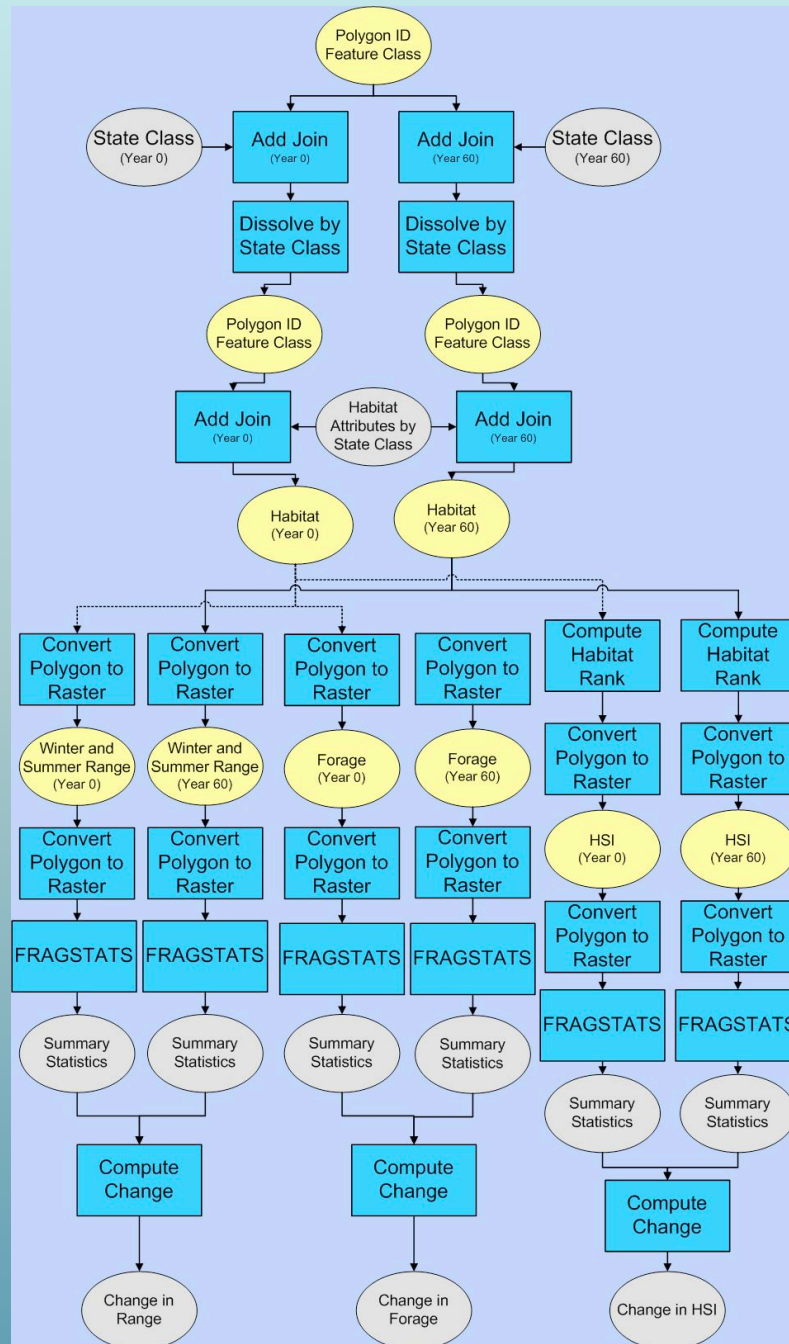 Polygon ID
Feature Class
State Class
(Year 0)
Add Join
(Year 0)
Add Join
(Year 60)
State Class
(Year 60)
Dissolve by
State Class
Dissolve by
State Class
Polygon ID
Feature Class
Polygon ID
Feature Class
Add Join
(Year 0)
Habitat
Attributes by
State Class
Add Join
(Year 60)
Habitat
(Year 0)
Habitat
(Year 60)
Convert
Polygon to
Raster
Convert
Polygon to
Raster
Convert
Polygon to
Raster
Convert
Polygon to
Raster
Compute
Habitat
Rank
Compute
Habitat
Rank
Winter and
Summer Range
(Year 0)
Winter and
Summer Range
(Year 60)
Forage
(Year 0)
Forage
(Year 60)
Convert
Polygon to
Raster
Convert
Polygon to
Raster
Convert
Polygon to
Raster
Convert
Polygon to
Raster
Convert
Polygon to
Raster
Convert
Polygon to
Raster
HSI
(Year 0)
HSI
(Year 60)
FRAGSTATS
FRAGSTATS
FRAGSTATS
FRAGSTATS
Convert
Polygon to
Raster
Convert
Polygon to
Raster
Summary
Statistics
Summary
Statistics
Summary
Statistics
Summary
Statistics
FRAGSTATS
FRAGSTATS
Summary
Statistics
Summary
Statistics
Compute
Change
Compute
Change
Compute
Change
Change in
Range
Change in
Forage
Change in HSI